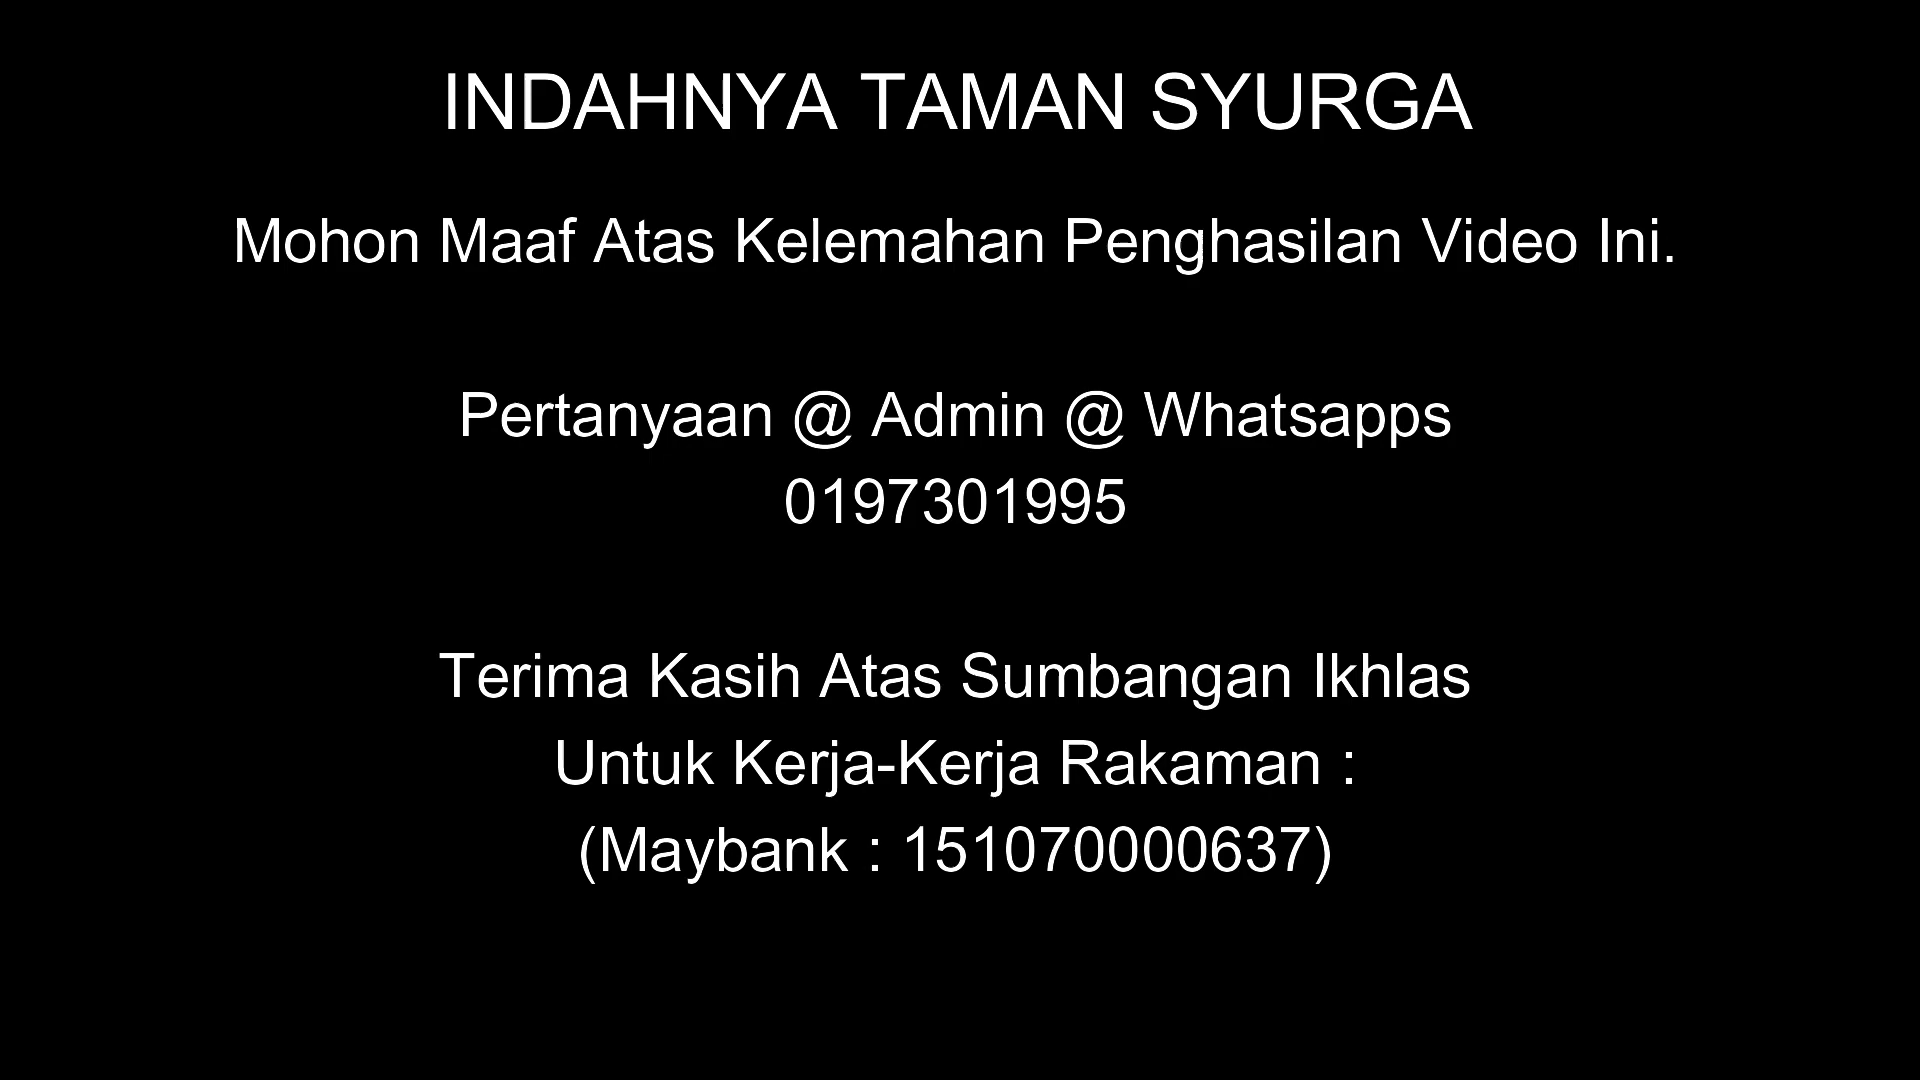 INDAHNYA TAMAN SYURGA
Mohon Maaf Atas Kelemahan Penghasilan Video Ini.
Pertanyaan @ Admin @ Whatsapps
0197301995
Terima Kasih Atas Sumbangan Ikhlas
Untuk Kerja-Kerja Rakaman :
(Maybank : 151070000637)